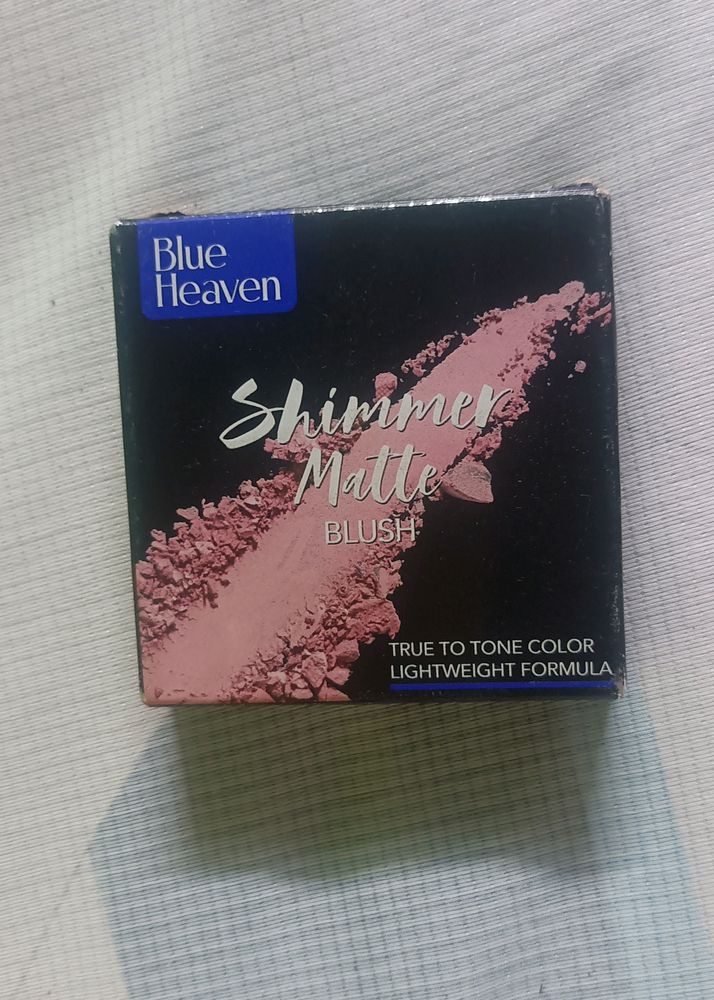 Blue
Heaven
Shimmer
Matte
BLUSH
TRUE TO TONE COLOR
LIGHTWEIGHT FORMULA